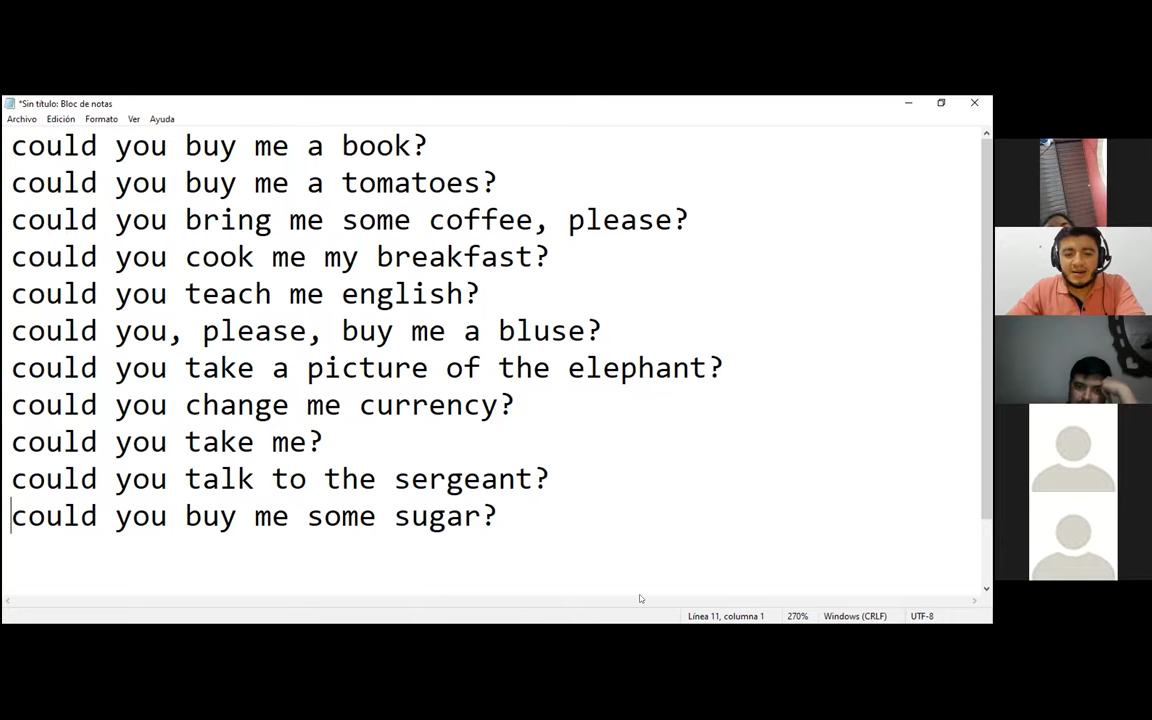 *Sin título: Bloc de notas
Archivo Edición Formato Ver Ayuda
could you buy me a book?
could you buy me a tomatoes?
could you bring me some coffee, please?
could you cook me my breakfast?
could you teach me english?
could you, please, buy me a bluse?
could you take a picture of the elephant?
could you change me currency?
could you take me?
could you talk to the sergeant?
could you buy me some sugar?
Línea 11, columna 1 270% Windows (CRLF) UTF-8